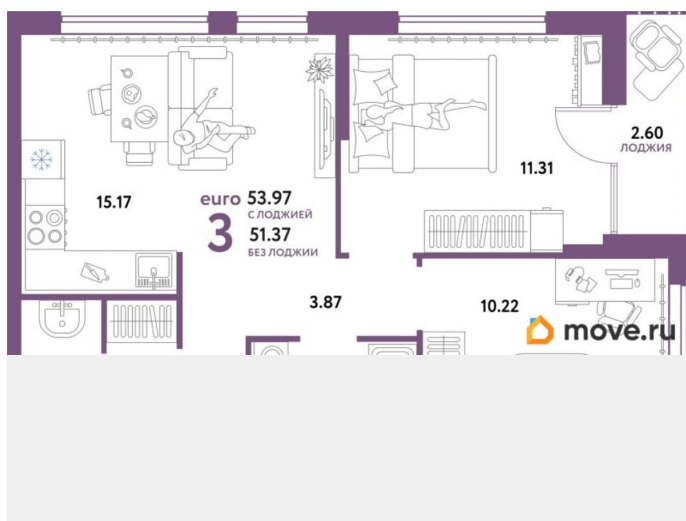 2.60
ЛОДЖИЯ
11.31
15.17
euro 53.97
С ЛОДЖИЕЙ
3 51.37
БЕЗ ЛОДЖИИ
3.87
10.22
move.ru